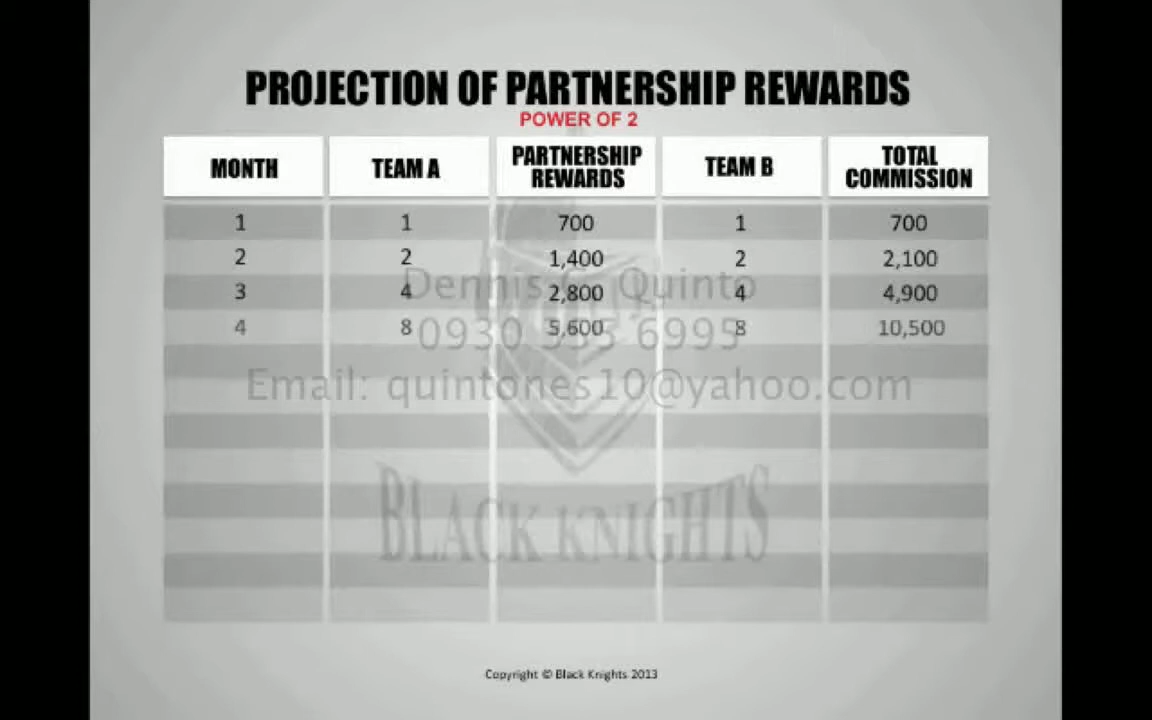 PROJECTION OF PARTNERSHIP REWARDS
POWER OF 2
MONTH TEAM A PARTNERSHIP REWARDS TEAM B TOTAL COMMISSION
1 1 700 1 700
2 2 1,400 2 2,100
3 4 2,800 4 4,900
4 8 5,600 8 10,500
Dennis Quinto
0930 6995
Email: quintones10@yahoo.com
BLACK KNIGHTS
Copyright © Black Knights 2013